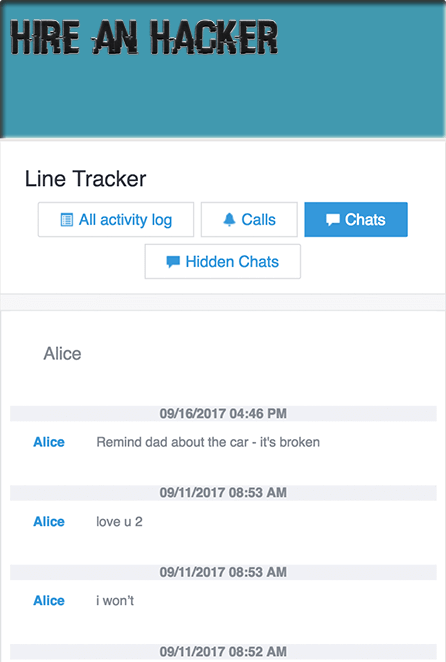 HIRE AN HACKER
Line Tracker
All activity log
Calls
Chats
Hidden Chats
Alice
09/16/2017 04:46 PM
Alice Remind dad about the car - it's broken
09/11/2017 08:53 AM
Alice love u 2
09/11/2017 08:53 AM
Alice i won't
09/11/2017 08:52 AM